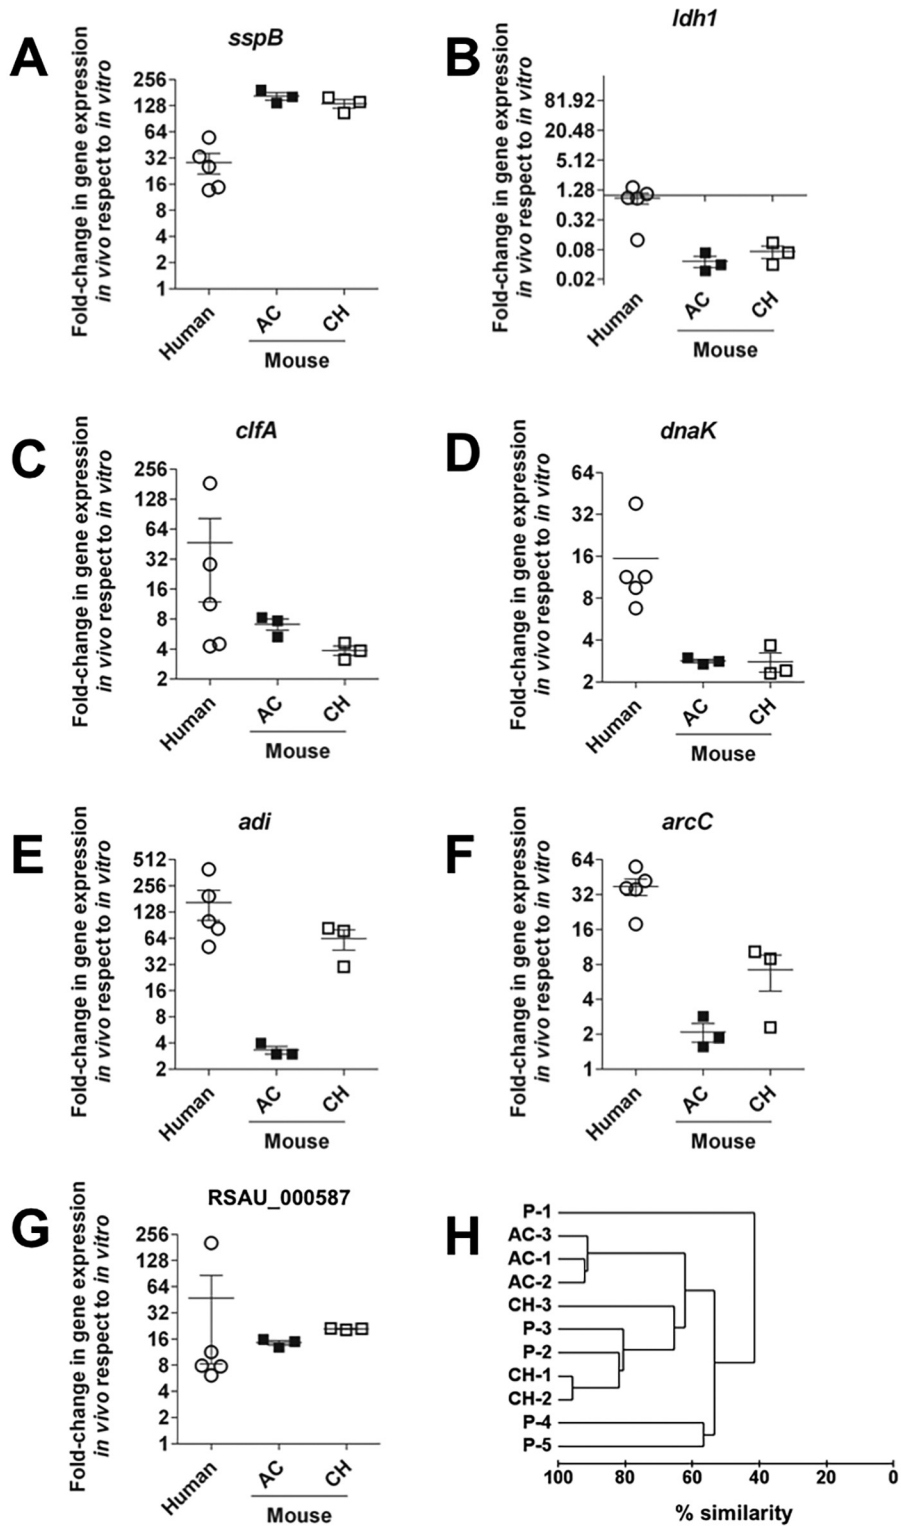 A
sspB
Fold-change in gene expression
in vivo respect to in vitro
256
128
64
32
16
8
4
2
1
Human
AC
CH
Mouse
B
ldh1
Fold-change in gene expression
in vivo respect to in vitro
81.92
20.48
5.12
1.28
0.32
0.08
0.02
Human
AC
CH
Mouse
C
clfA
Fold-change in gene expression
in vivo respect to in vitro
256
128
64
32
16
8
4
2
Human
AC
CH
Mouse
D
dnaK
Fold-change in gene expression
in vivo respect to in vitro
64
32
16
8
4
2
Human
AC
CH
Mouse
E
adi
Fold-change in gene expression
in vivo respect to in vitro
512
256
128
64
32
16
8
4
2
Human
AC
CH
Mouse
F
arcC
Fold-change in gene expression
in vivo respect to in vitro
64
32
16
8
4
2
1
Human
AC
CH
Mouse
G
RSAU_000587
Fold-change in gene expression
in vivo respect to in vitro
256
128
64
32
16
8
4
2
1
Human
AC
CH
Mouse
H
P-1
AC-3
AC-1
AC-2
CH-3
P-3
P-2
CH-1
CH-2
P-4
P-5
100 80 60 40 20 0
% similarity